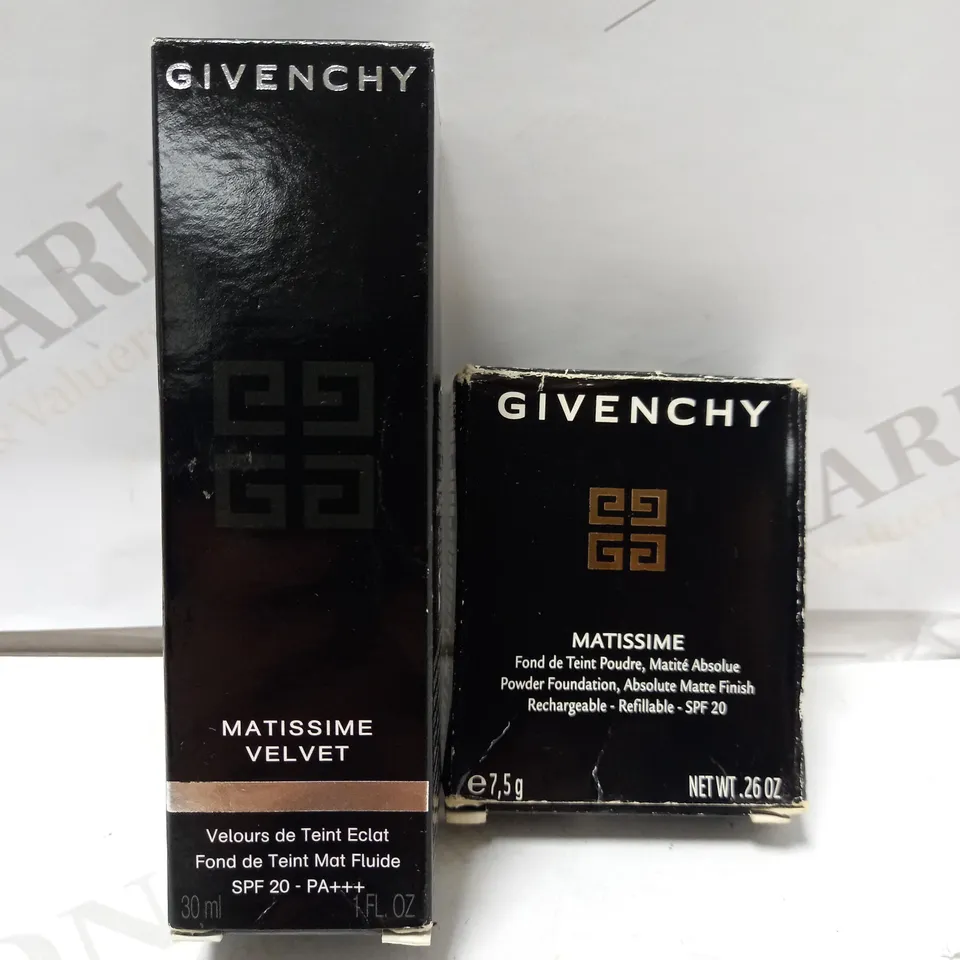 GIVENCHY
MATISSIME
VELVET
Velours de Teint Eclat
Fond de Teint Mat Fluide
SPF 20 - PA+++
30 ml 1 FL. OZ
GIVENCHY
MATISSIME
Fond de Teint Poudre, Matité Absolue
Powder Foundation, Absolute Matte Finish
Rechargeable - Refillable - SPF 20
e7,5 g NET WT .26 OZ